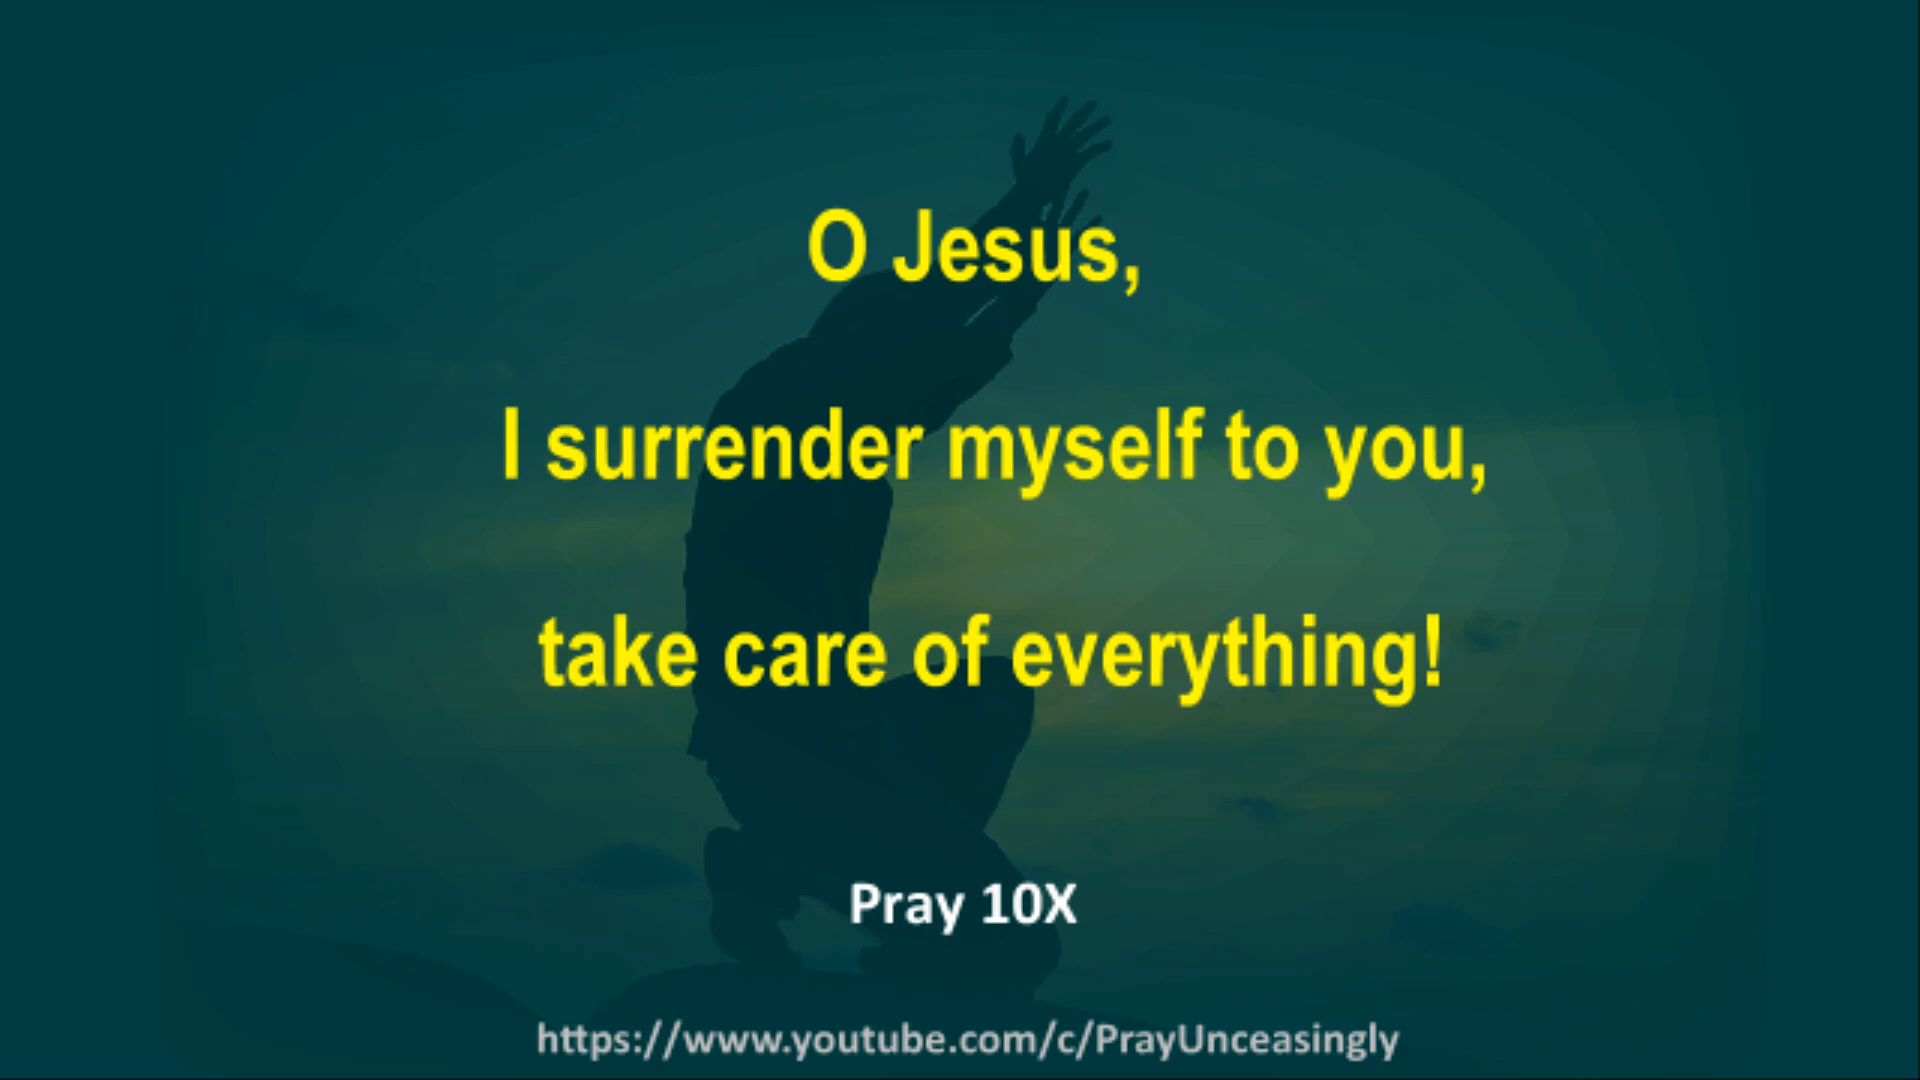 O Jesus,
I surrender myself to you,
take care of everything!
Pray 10X
https://www.youtube.com/c/PrayUnceasingly